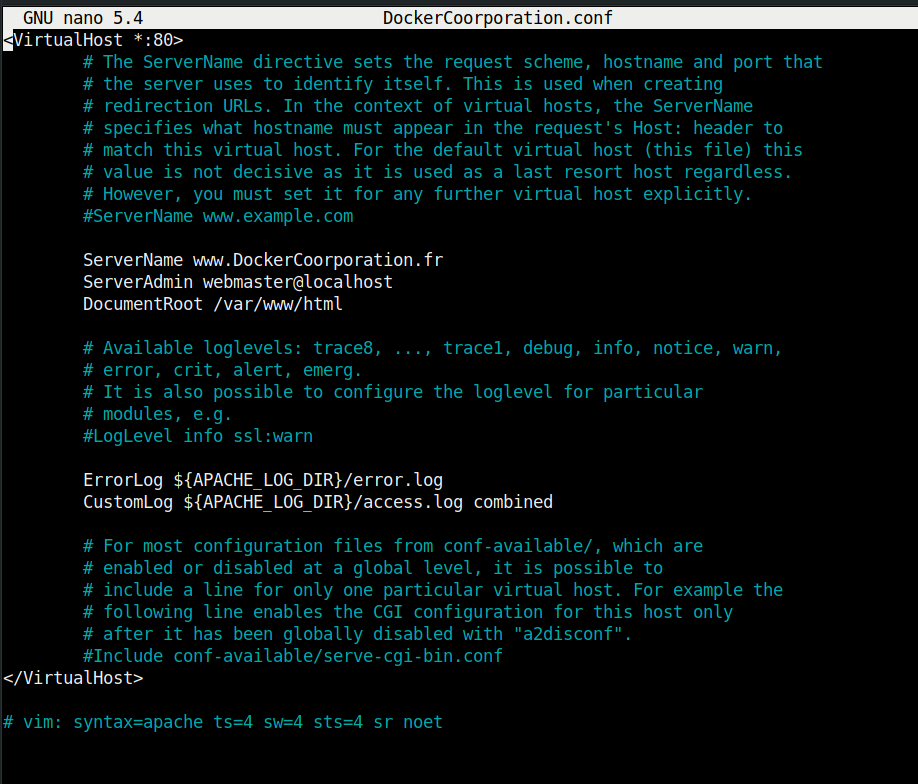 GNU nano 5.4 DockerCoorporation.conf
<VirtualHost *:80>
# The ServerName directive sets the request scheme, hostname and port that
# the server uses to identify itself. This is used when creating
# redirection URLs. In the context of virtual hosts, the ServerName
# specifies what hostname must appear in the request's Host: header to
# match this virtual host. For the default virtual host (this file) this
# value is not decisive as it is used as a last resort host regardless.
# However, you must set it for any further virtual host explicitly.
#ServerName www.example.com
ServerName www.DockerCoorporation.fr
ServerAdmin webmaster@localhost
DocumentRoot /var/www/html
# Available loglevels: trace8, ..., trace1, debug, info, notice, warn,
# error, crit, alert, emerg.
# It is also possible to configure the loglevel for particular
# modules, e.g.
#LogLevel info ssl:warn
ErrorLog ${APACHE_LOG_DIR}/error.log
CustomLog ${APACHE_LOG_DIR}/access.log combined
# For most configuration files from conf-available/, which are
# enabled or disabled at a global level, it is possible to
# include a line for only one particular virtual host. For example the
# following line enables the CGI configuration for this host only
# after it has been globally disabled with "a2disconf".
#Include conf-available/serve-cgi-bin.conf
</VirtualHost>
# vim: syntax=apache ts=4 sw=4 sts=4 sr noet